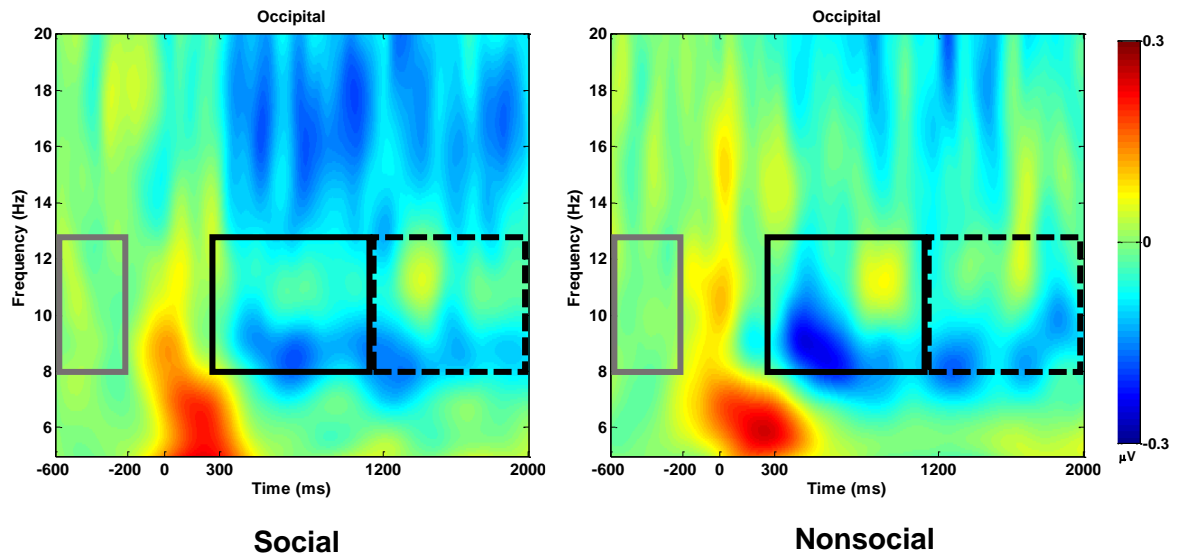 Occipital
20
18
16
14
12
10
8
6
Frequency (Hz)
-600 -200 0 300 1200 2000
Time (ms)
Social
Occipital
20
18
16
14
12
10
8
6
Frequency (Hz)
-600 -200 0 300 1200 2000
Time (ms)
Nonsocial
0.3
0
-0.3
μV